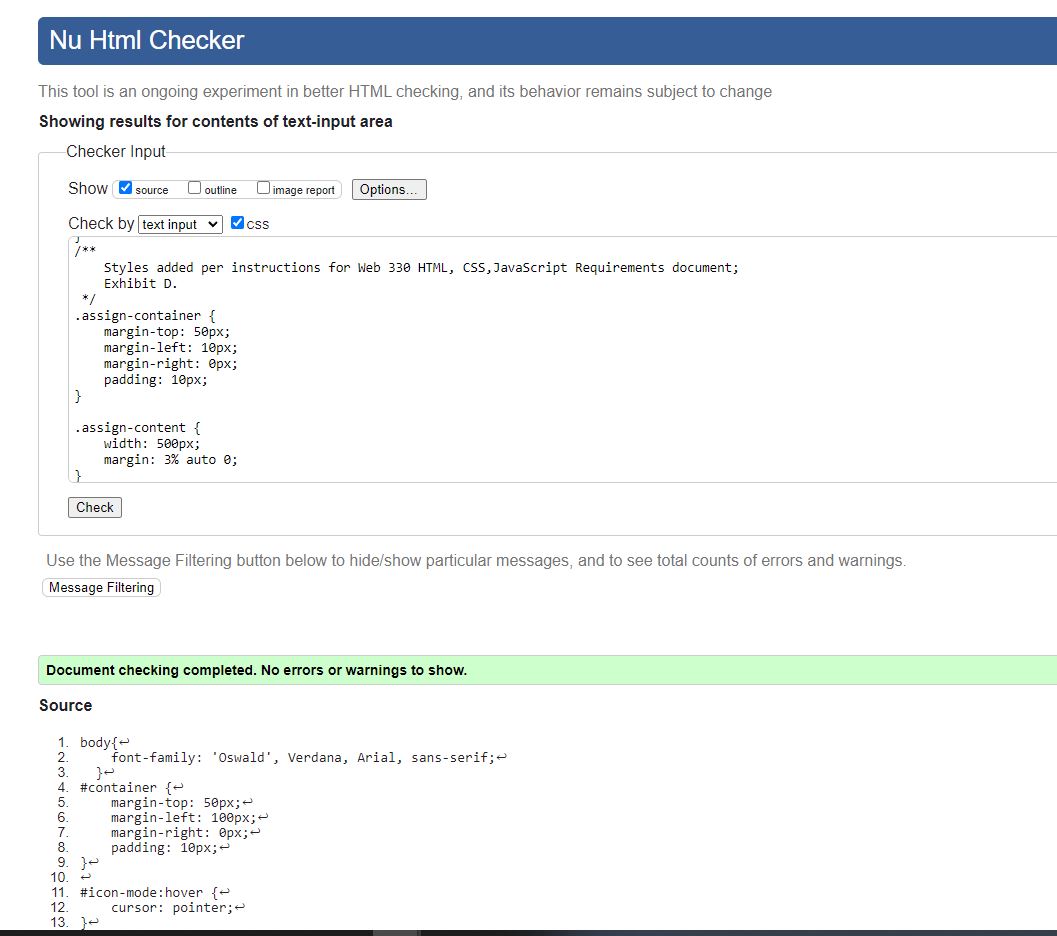 Nu Html Checker
This tool is an ongoing experiment in better HTML checking, and its behavior remains subject to change
Showing results for contents of text-input area
Checker Input
Show source outline image report Options...
Check by text input css
}
/**
    Styles added per instructions for Web 330 HTML, CSS,JavaScript Requirements document;
    Exhibit D.
 */
.assign-container {
    margin-top: 50px;
    margin-left: 10px;
    margin-right: 0px;
    padding: 10px;
}
.assign-content {
    width: 500px;
    margin: 3% auto 0;
}
Check
Use the Message Filtering button below to hide/show particular messages, and to see total counts of errors and warnings.
Message Filtering
Document checking completed. No errors or warnings to show.
Source
1. body{↩
2.     font-family: 'Oswald', Verdana, Arial, sans-serif;↩
3.   }↩
4. #container {↩
5.     margin-top: 50px;↩
6.     margin-left: 100px;↩
7.     margin-right: 0px;↩
8.     padding: 10px;↩
9. }↩
10. ↩
11. #icon-mode:hover {↩
12.     cursor: pointer;↩
13. }↩